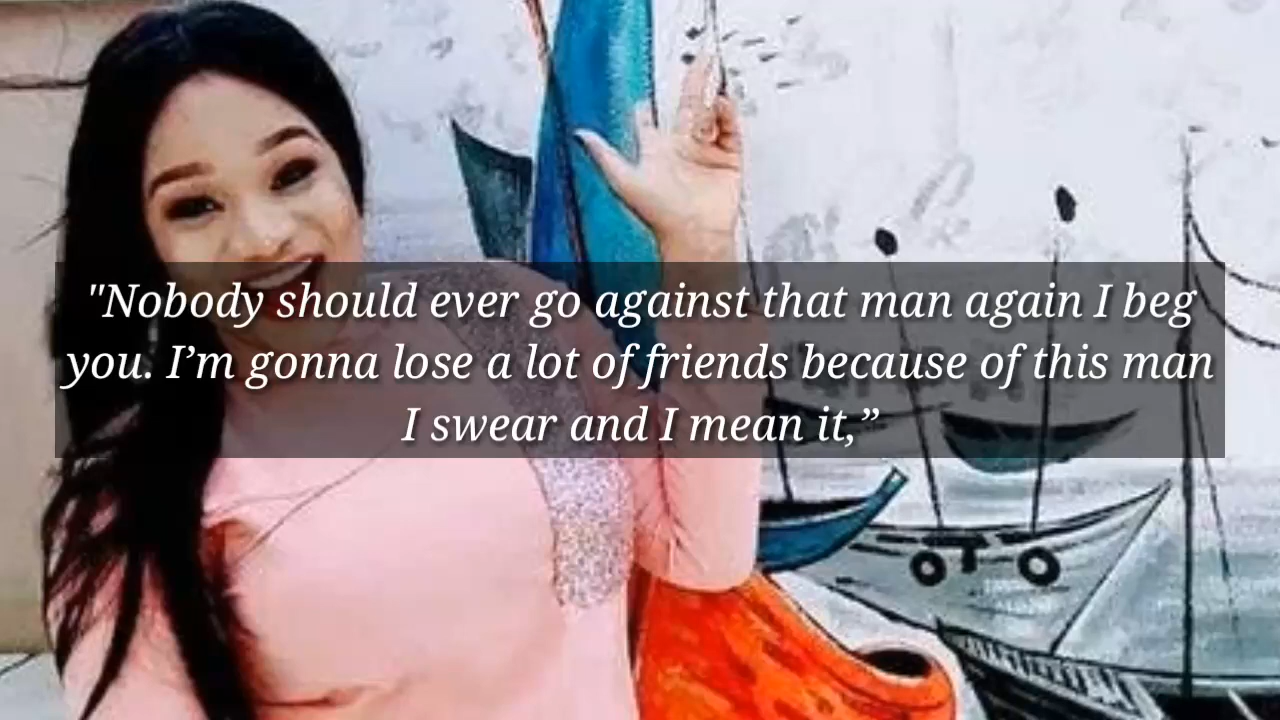 "Nobody should ever go against that man again I beg
you. I’m gonna lose a lot of friends because of this man
I swear and I mean it,”